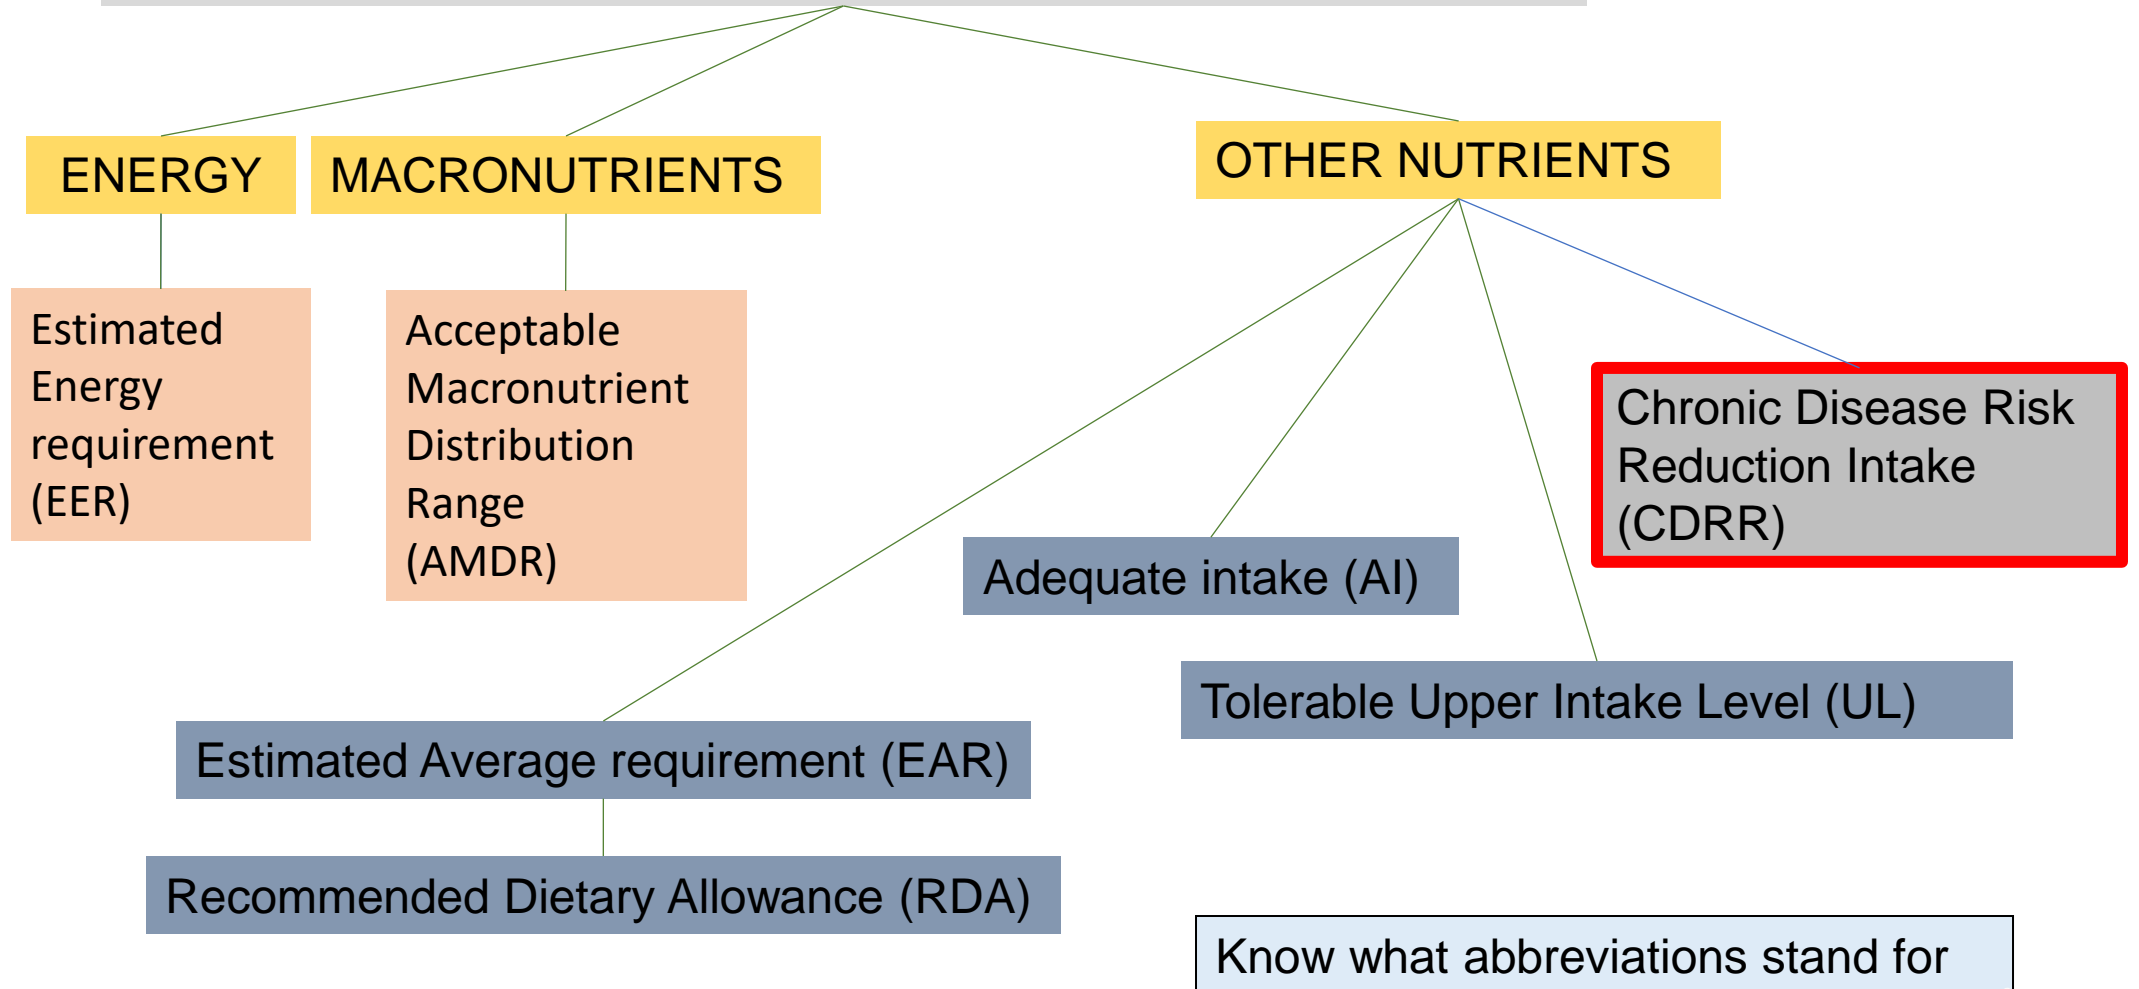 ENERGY
MACRONUTRIENTS
OTHER NUTRIENTS
Estimated
Energy
requirement
(EER)
Acceptable
Macronutrient
Distribution
Range
(AMDR)
Chronic Disease Risk
Reduction Intake
(CDRR)
Adequate intake (AI)
Tolerable Upper Intake Level (UL)
Estimated Average requirement (EAR)
Recommended Dietary Allowance (RDA)
Know what abbreviations stand for